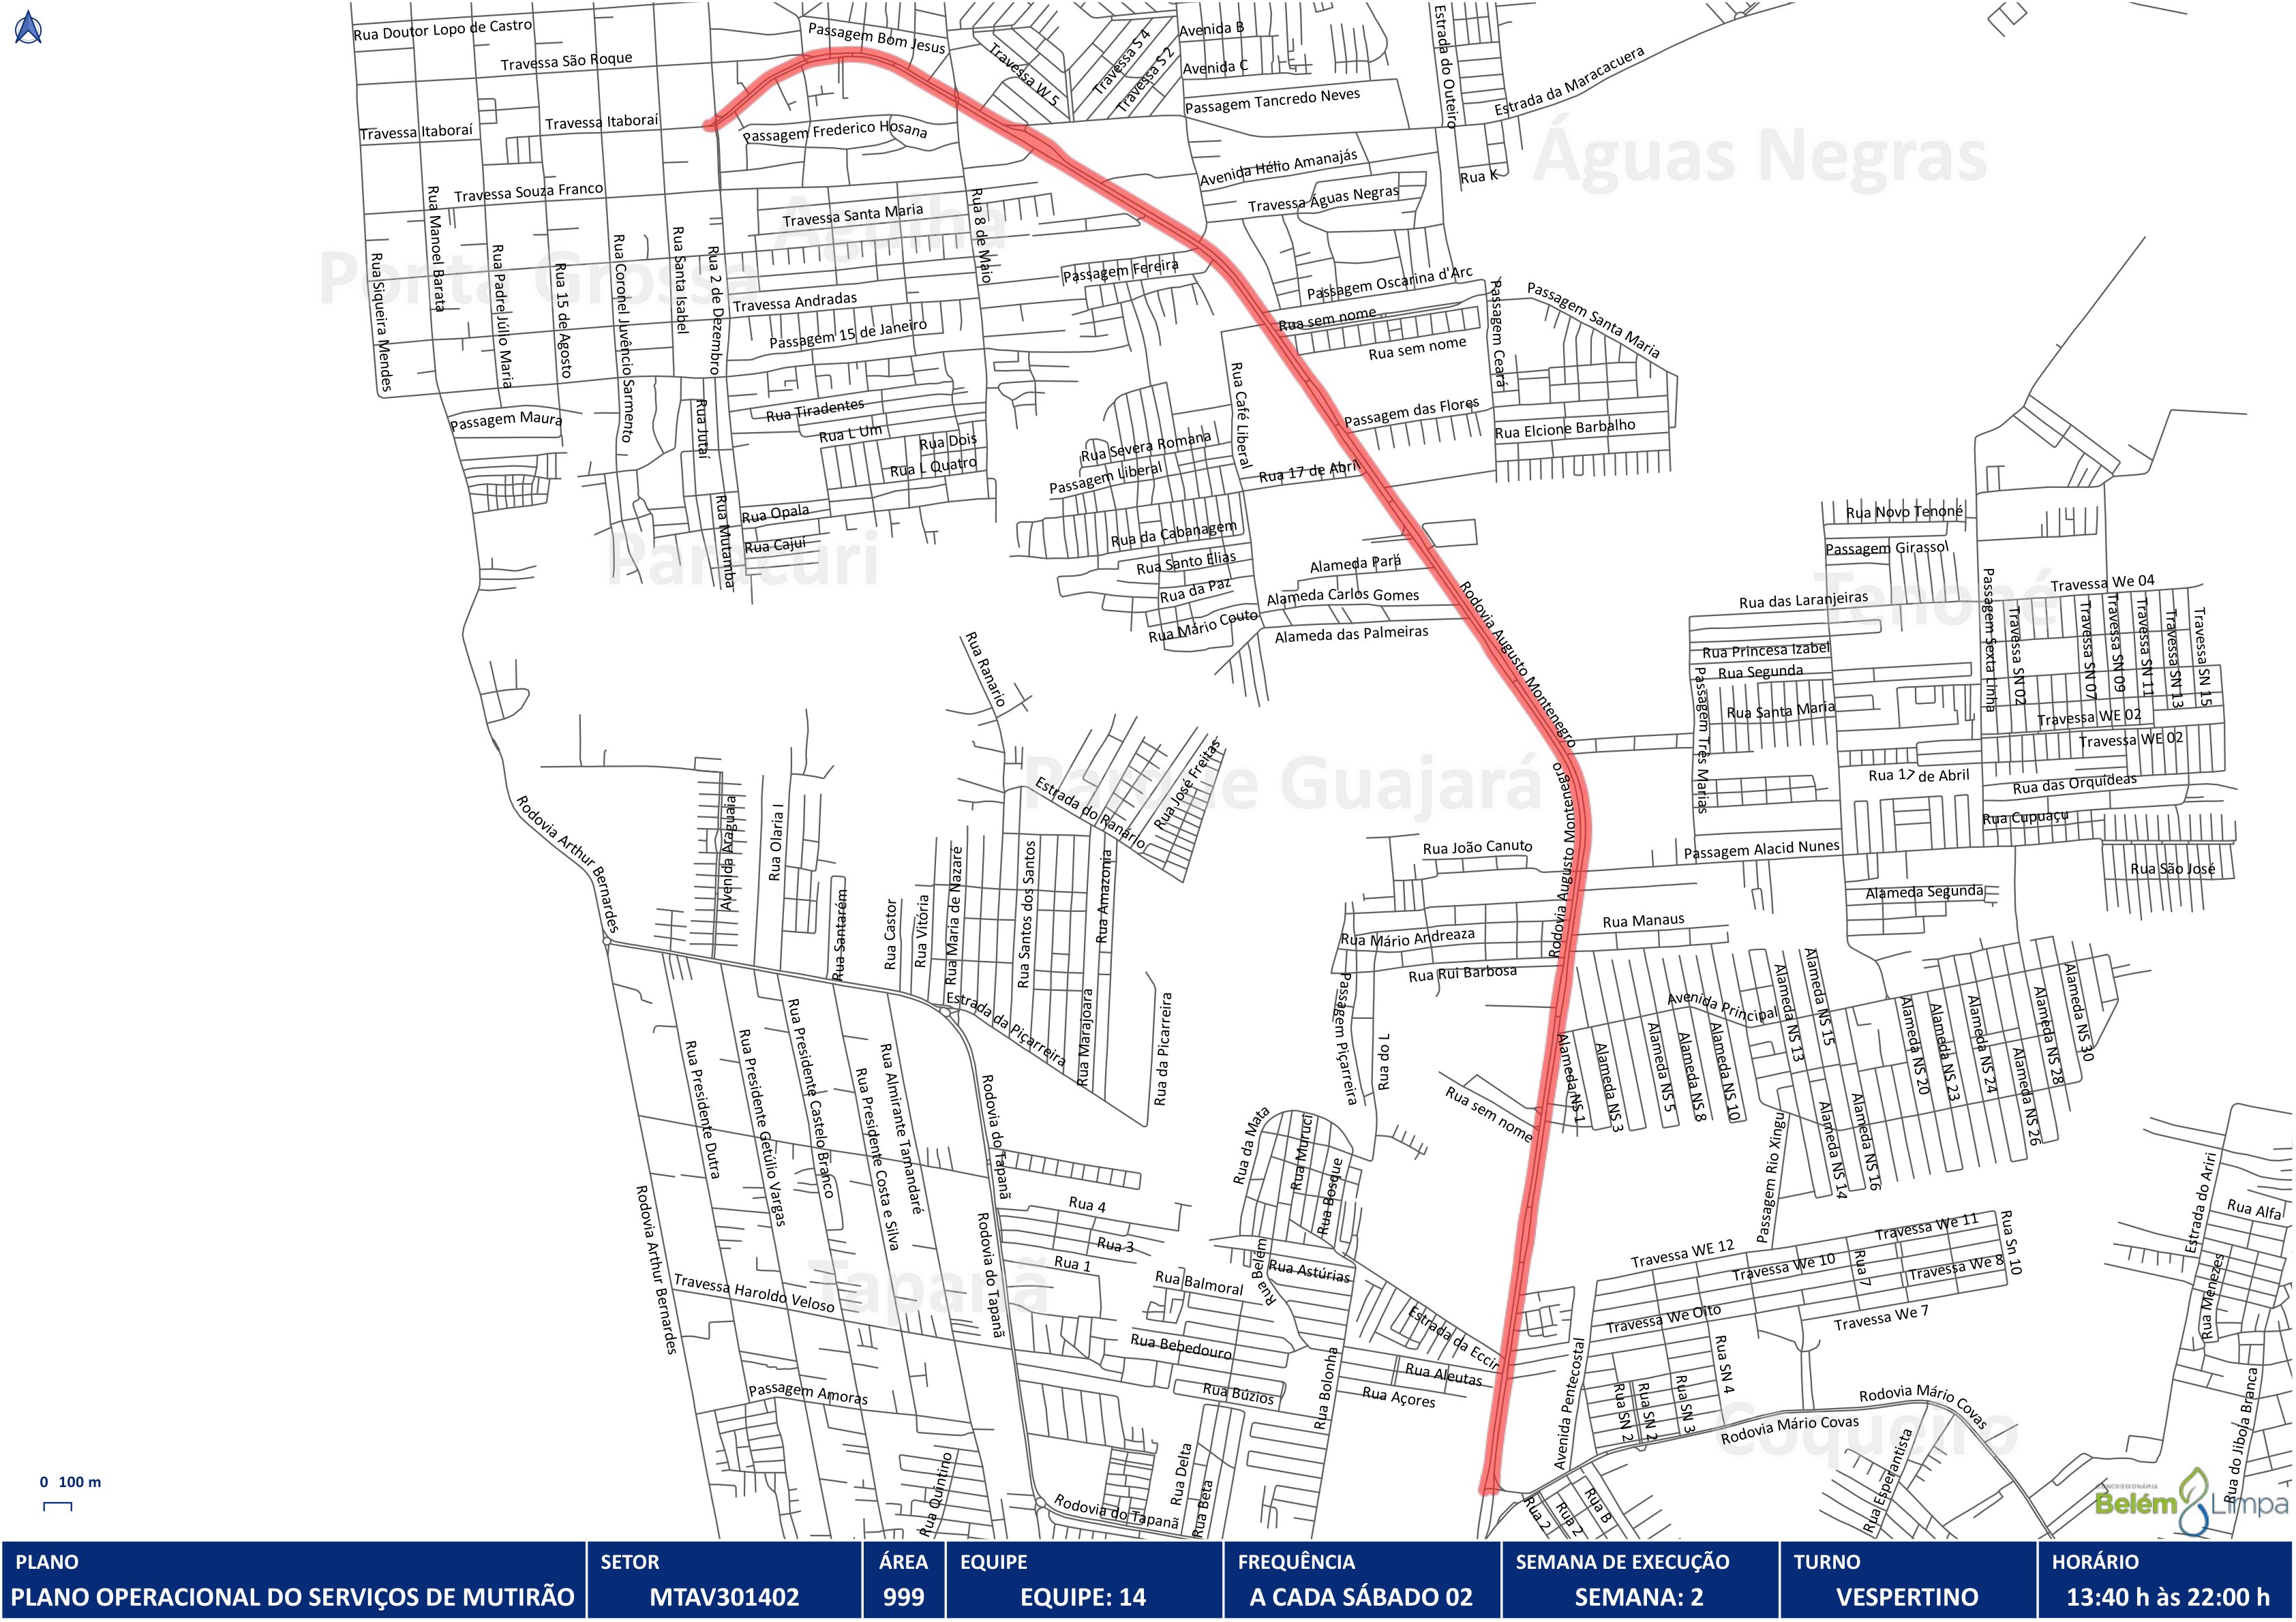 Rua Doutor Lopo de Castro
Passagem Bom Jesus
Travessa São Roque
Travessa W 5
Travessa S 4
Travessa S 2
Avenida B
Avenida C
Estrada do Outeiro
Estrada da Maracacuera
Passagem Tancredo Neves
Travessa Itaboraí
Travessa Itaboraí
Passagem Frederico Hosana
Águas Negras
Avenida Hélio Amanajás
Rua K
Travessa Águas Negras
Travessa Souza Franco
Travessa Santa Maria
Agulha
Ponta Grossa
Rua Siqueira Mendes
Rua Manoel Barata
Rua Padre Júlio Maria
Rua 15 de Agosto
Rua Coronel Juvêncio Sarmento
Rua Santa Isabel
Rua 2 de Dezembro
Rua 8 de Maio
Passagem Fereira
Passagem Oscarina d'Arc
Travessa Andradas
Passagem 15 de Janeiro
Rua sem nome
Rua sem nome
Passagem Ceará
Passagem Santa Maria
Rua Café Liberal
Passagem das Flores
Rua Elcione Barbalho
Passagem Maura
Rua Jutaí
Rua Tiradentes
Rua L Um
Rua Dois
Rua L Quatro
Rua Severa Romana
Passagem Liberal
Rua 17 de Abril
Rua Mutamba
Rua Opala
Rua Cajuí
Paracuri
Rua da Cabanagem
Rua Santo Elias
Rua da Paz
Rua Mário Couto
Alameda Pará
Alameda Carlos Gomes
Alameda das Palmeiras
Rodovia Augusto Montenegro
Rua Novo Tenoné
Passagem Girassol
Tenoné
Rua das Laranjeiras
Travessa We 04
Passagem Sexta Linha
Travessa SN 02
Travessa SN 07
Travessa SN 09
Travessa SN 11
Travessa SN 13
Travessa SN 15
Rua Princesa Izabel
Rua Segunda
Rua Santa Maria
Passagem Três Marias
Travessa WE 02
Travessa WE 02
Rua 17 de Abril
Rua das Orquídeas
Rua Cupuaçu
Rua São José
Passagem Alacid Nunes
Alameda Segunda
Rua Ranario
Parque Guajará
Estrada do Ranário
Rua José Freitas
Rodovia Arthur Bernardes
Avenida Araguaia
Rua Olaria I
Rua Santarém
Rua Castor
Rua Vitória
Rua Maria de Nazaré
Rua Santos dos Santos
Rua Amazonia
Rua Marajoara
Rua da Picarreira
Estrada da Piçarreira
Rua João Canuto
Rodovia Augusto Montenegro
Rua Mário Andreaza
Rua Rui Barbosa
Rua Manaus
Passagem Piçarreira
Rua do L
Rua sem nome
Avenida Principal
Alameda NS 1
Alameda NS 3
Alameda NS 5
Alameda NS 8
Alameda NS 10
Alameda NS 13
Alameda NS 15
Alameda NS 14
Alameda NS 16
Alameda NS 20
Alameda NS 23
Alameda NS 24
Alameda NS 26
Alameda NS 28
Alameda NS 30
Passagem Rio Xingu
Rua Presidente Dutra
Rua Presidente Getúlio Vargas
Rua Presidente Castelo Branco
Rua Presidente Costa e Silva
Rua Almirante Tamandaré
Rodovia do Tapanã
Rodovia do Tapanã
Rodovia Arthur Bernardes
Rua da Mata
Rua Muruci
Rua Bosque
Rua 4
Rua 3
Rua 1
Tapanã
Travessa Haroldo Veloso
Rua Balmoral
Rua Belém
Rua Astúrias
Rua Bebedouro
Rua Búzios
Rua Bolonha
Estrada da Eccir
Rua Aleutas
Rua Açores
Passagem Amoras
Rua Quintino
Rodovia do Tapanã
Rua Delta
Rua Beta
Avenida Pentecostal
Travessa WE 12
Travessa We 11
Travessa We 10
Travessa We 8
Travessa We Oito
Travessa We 7
Rua 7
Rua Sn 10
Rua SN 4
Rua SN 3
Rua SN 2
Rua SN 2
Rodovia Mário Covas
Rodovia Mário Covas
Coqueiro
Rua 2
Rua 2
Rua B
Rua Esperantista
Estrada do Ariri
Rua Alfa
Rua Menezes
Rua do Jibola Branca
0 100 m
CONCESSIONÁRIA
Belém Limpa
PLANO
PLANO OPERACIONAL DO SERVIÇOS DE MUTIRÃO
SETOR
MTAV301402
ÁREA
999
EQUIPE
EQUIPE: 14
FREQUÊNCIA
A CADA SÁBADO 02
SEMANA DE EXECUÇÃO
SEMANA: 2
TURNO
VESPERTINO
HORÁRIO
13:40 h às 22:00 h